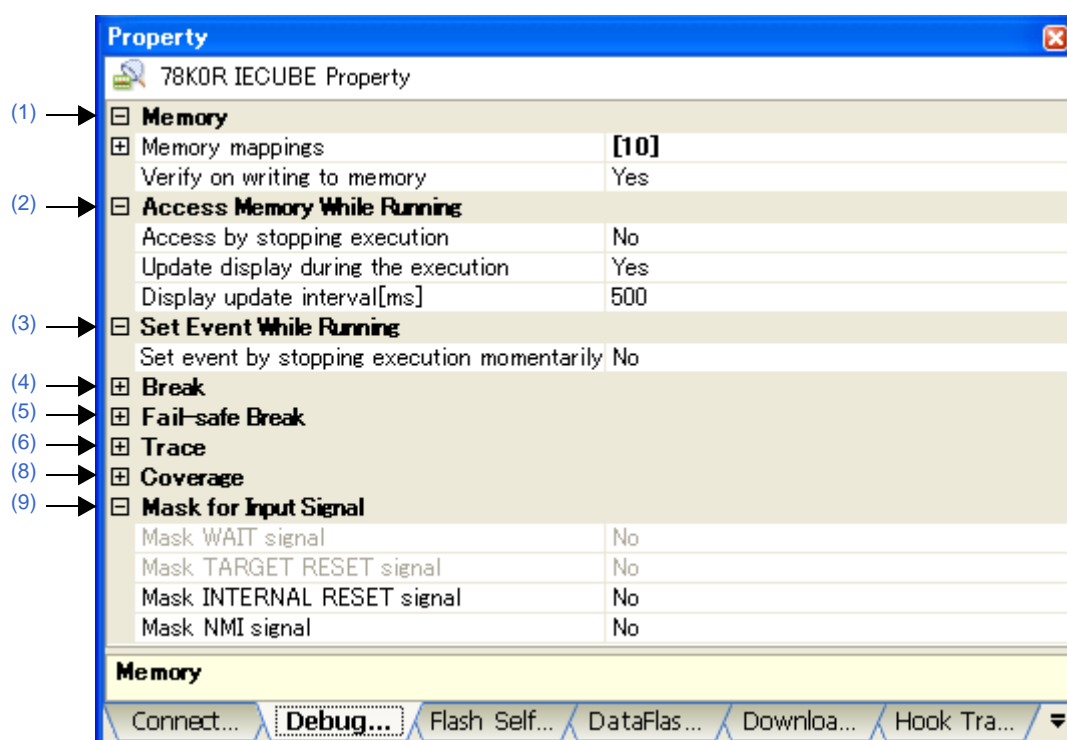 Property
78K0R IECUBE Property
(1) Memory
Memory mappings [10]
Verify on writing to memory Yes
(2) Access Memory While Running
Access by stopping execution No
Update display during the execution Yes
Display update interval[ms] 500
(3) Set Event While Running
Set event by stopping execution momentarily No
(4) Break
(5) Fail-safe Break
(6) Trace
(8) Coverage
(9) Mask for Input Signal
Mask WAIT signal No
Mask TARGET RESET signal No
Mask INTERNAL RESET signal No
Mask NMI signal No
Memory
Connect... Debug... Flash Self... DataFlas... Downloa... Hook Tra...